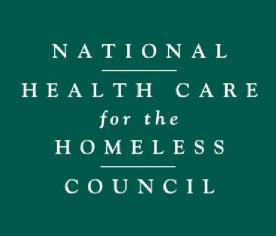 NATIONAL
HEALTH CARE
for the
HOMELESS
COUNCIL